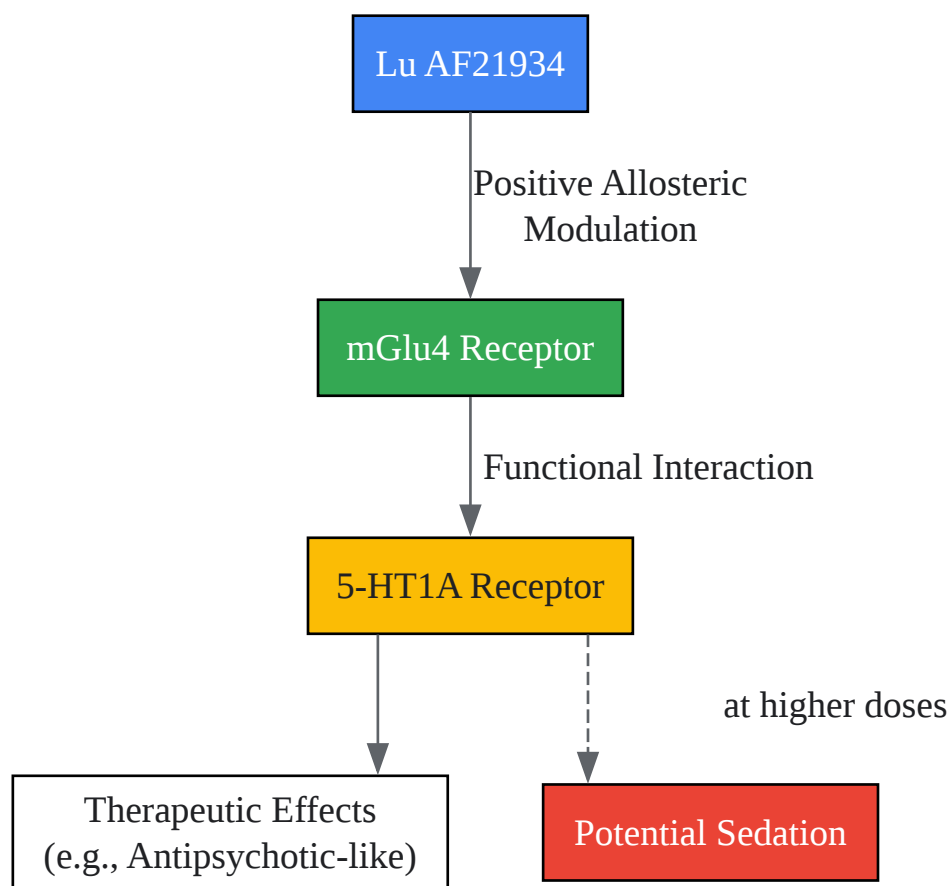 Lu AF21934
Positive Allosteric
Modulation
mGlu4 Receptor
Functional Interaction
5-HT1A Receptor
at higher doses
Therapeutic Effects
(e.g., Antipsychotic-like)
Potential Sedation